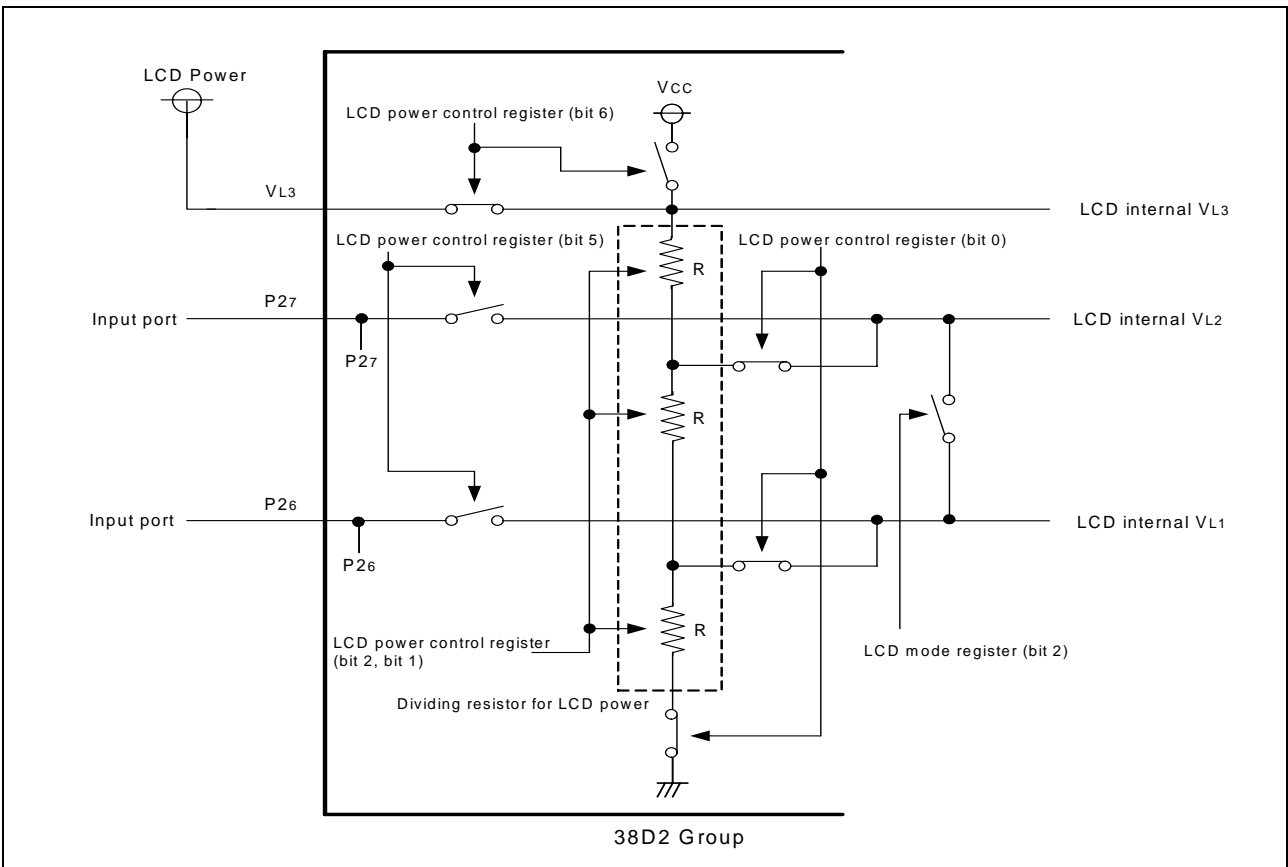 LCD Power
VCC
LCD power control register (bit 6)
VL3
LCD internal VL3
LCD power control register (bit 5)
LCD power control register (bit 0)
R
P27
Input port
LCD internal VL2
P27
R
P26
Input port
LCD internal VL1
P26
R
LCD power control register
(bit 2, bit 1)
LCD mode register (bit 2)
Dividing resistor for LCD power
38D2 Group